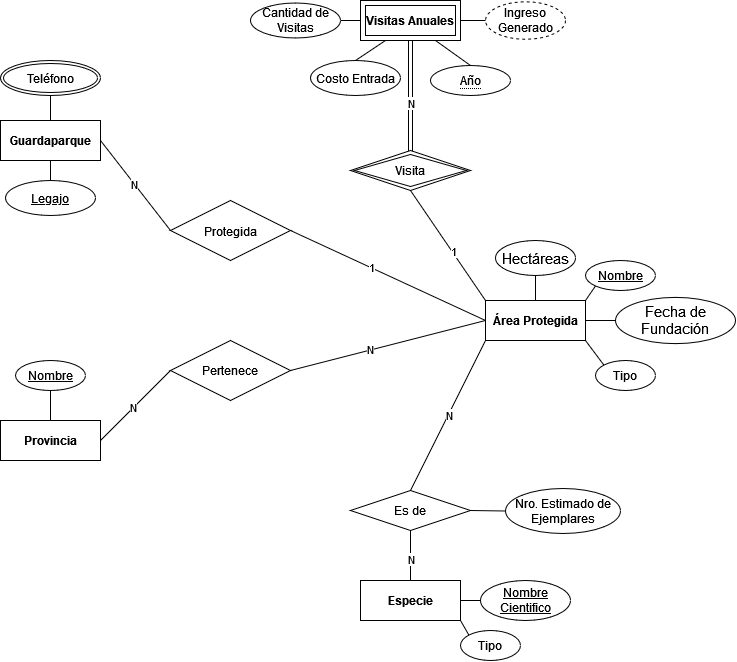 Cantidad de
Visitas
Visitas Anuales
Ingreso
Generado
Costo Entrada
Año
Teléfono
N
Guardaparque
Visita
N
Legajo
Protegida
1
Hectáreas
1
Nombre
Área Protegida
Fecha de
Fundación
N
Pertenece
Nombre
Tipo
N
N
Provincia
Es de
Nro. Estimado de
Ejemplares
N
Especie
Nombre
Cientifico
Tipo